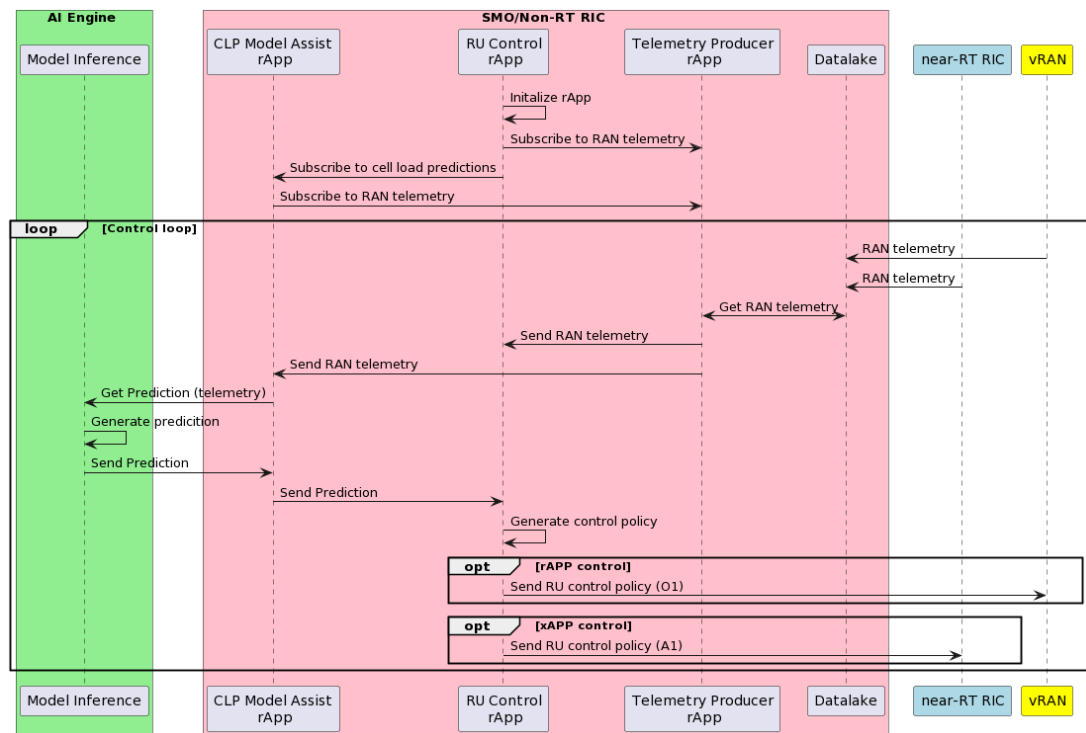 AI Engine
SMO/Non-RT RIC
Model Inference
CLP Model Assist
rApp
RU Control
rApp
Telemetry Producer
rApp
Datalake
near-RT RIC
vRAN
Initalize rApp
Subscribe to RAN telemetry
Subscribe to cell load predictions
Subscribe to RAN telemetry
loop
[Control loop]
RAN telemetry
RAN telemetry
Get RAN telemetry
Send RAN telemetry
Send RAN telemetry
Get Prediction (telemetry)
Generate predicition
Send Prediction
Send Prediction
Generate control policy
opt
[rAPP control]
Send RU control policy (O1)
opt
[xAPP control]
Send RU control policy (A1)
Model Inference
CLP Model Assist
rApp
RU Control
rApp
Telemetry Producer
rApp
Datalake
near-RT RIC
vRAN